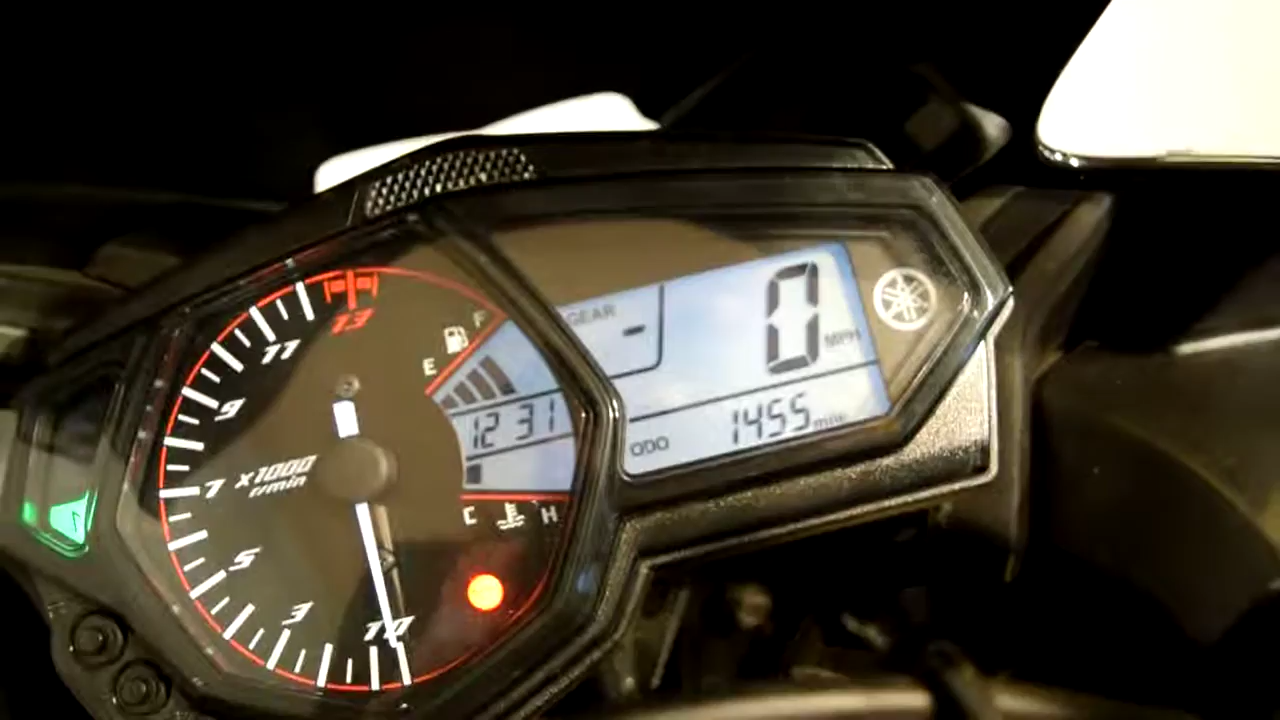 GEAR -
0 MPH
ODO 1455 mile
F
E
12 31
C H
13
11
9
7 x1000
r/min
5
3
1 0